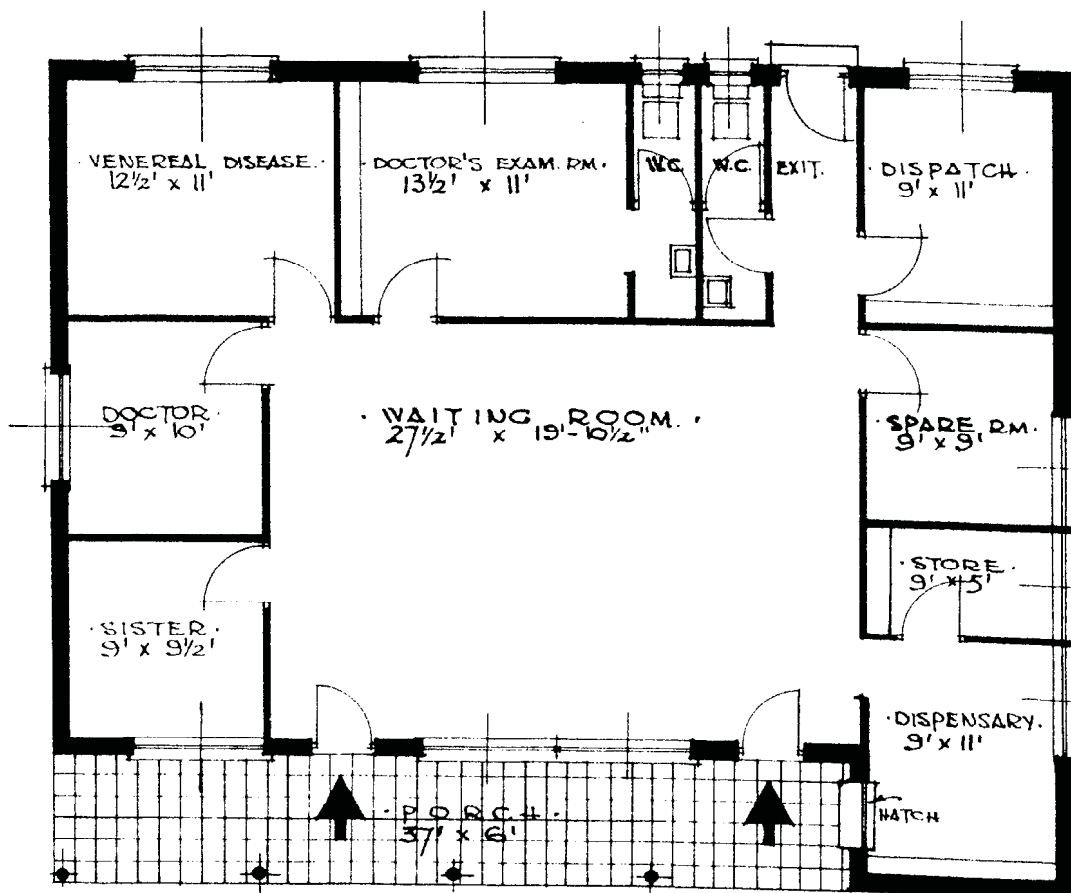 · VENEREAL DISEASE ·
12½' x 11'
· DOCTOR'S EXAM. RM ·
13½' x 11'
W.C.
W.C.
EXIT.
· DISPATCH ·
9' x 11'
· DOCTOR ·
9' x 10'
· WAITING ROOM ·
27½' x 19'-10½"
· SPARE RM ·
9' x 9'
· STORE ·
9' x 5'
· SISTER ·
9' x 9½'
· DISPENSARY ·
9' x 11'
· PORCH ·
37' x 6'
HATCH